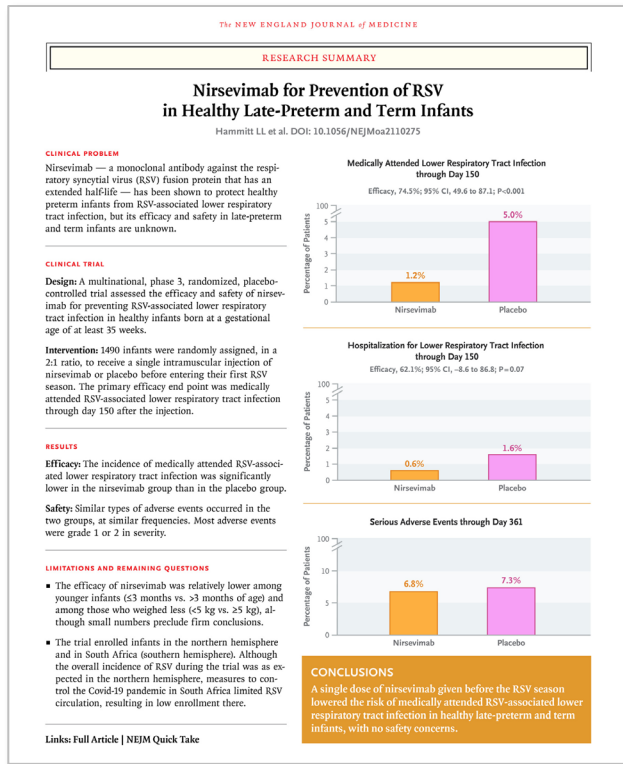 The NEW ENGLAND JOURNAL of MEDICINE
RESEARCH SUMMARY
Nirsevimab for Prevention of RSV
in Healthy Late-Preterm and Term Infants
Hammitt LL et al. DOI: 10.1056/NEJMoa2110275
CLINICAL PROBLEM
Nirsevimab — a monoclonal antibody against the respi-
ratory syncytial virus (RSV) fusion protein that has an
extended half-life — has been shown to protect healthy
preterm infants from RSV-associated lower respiratory
tract infection, but its efficacy and safety in late-preterm
and term infants are unknown.
CLINICAL TRIAL
Design: A multinational, phase 3, randomized, placebo-
controlled trial assessed the efficacy and safety of nirsev-
imab for preventing RSV-associated lower respiratory
tract infection in healthy infants born at a gestational
age of at least 35 weeks.
Intervention: 1490 infants were randomly assigned, in a
2:1 ratio, to receive a single intramuscular injection of
nirsevimab or placebo before entering their first RSV
season. The primary efficacy end point was medically
attended RSV-associated lower respiratory tract infection
through day 150 after the injection.
RESULTS
Efficacy: The incidence of medically attended RSV-associ-
ated lower respiratory tract infection was significantly
lower in the nirsevimab group than in the placebo group.
Safety: Similar types of adverse events occurred in the
two groups, at similar frequencies. Most adverse events
were grade 1 or 2 in severity.
LIMITATIONS AND REMAINING QUESTIONS
▪ The efficacy of nirsevimab was relatively lower among
younger infants (≤3 months vs. >3 months of age) and
among those who weighed less (<5 kg vs. ≥5 kg), al-
though small numbers preclude firm conclusions.
▪ The trial enrolled infants in the northern hemisphere
and in South Africa (southern hemisphere). Although
the overall incidence of RSV during the trial was as ex-
pected in the northern hemisphere, measures to con-
trol the Covid-19 pandemic in South Africa limited RSV
circulation, resulting in low enrollment there.
Links: Full Article | NEJM Quick Take
Medically Attended Lower Respiratory Tract Infection
through Day 150
Efficacy, 74.5%; 95% CI, 49.6 to 87.1; P<0.001
Percentage of Patients
100
5
4
3
2
1
0
1.2%
5.0%
Nirsevimab
Placebo
Hospitalization for Lower Respiratory Tract Infection
through Day 150
Efficacy, 62.1%; 95% CI, –8.6 to 86.8; P=0.07
Percentage of Patients
100
5
4
3
2
1
0
0.6%
1.6%
Nirsevimab
Placebo
Serious Adverse Events through Day 361
Percentage of Patients
100
10
5
0
6.8%
7.3%
Nirsevimab
Placebo
CONCLUSIONS
A single dose of nirsevimab given before the RSV season
lowered the risk of medically attended RSV-associated lower
respiratory tract infection in healthy late-preterm and term
infants, with no safety concerns.